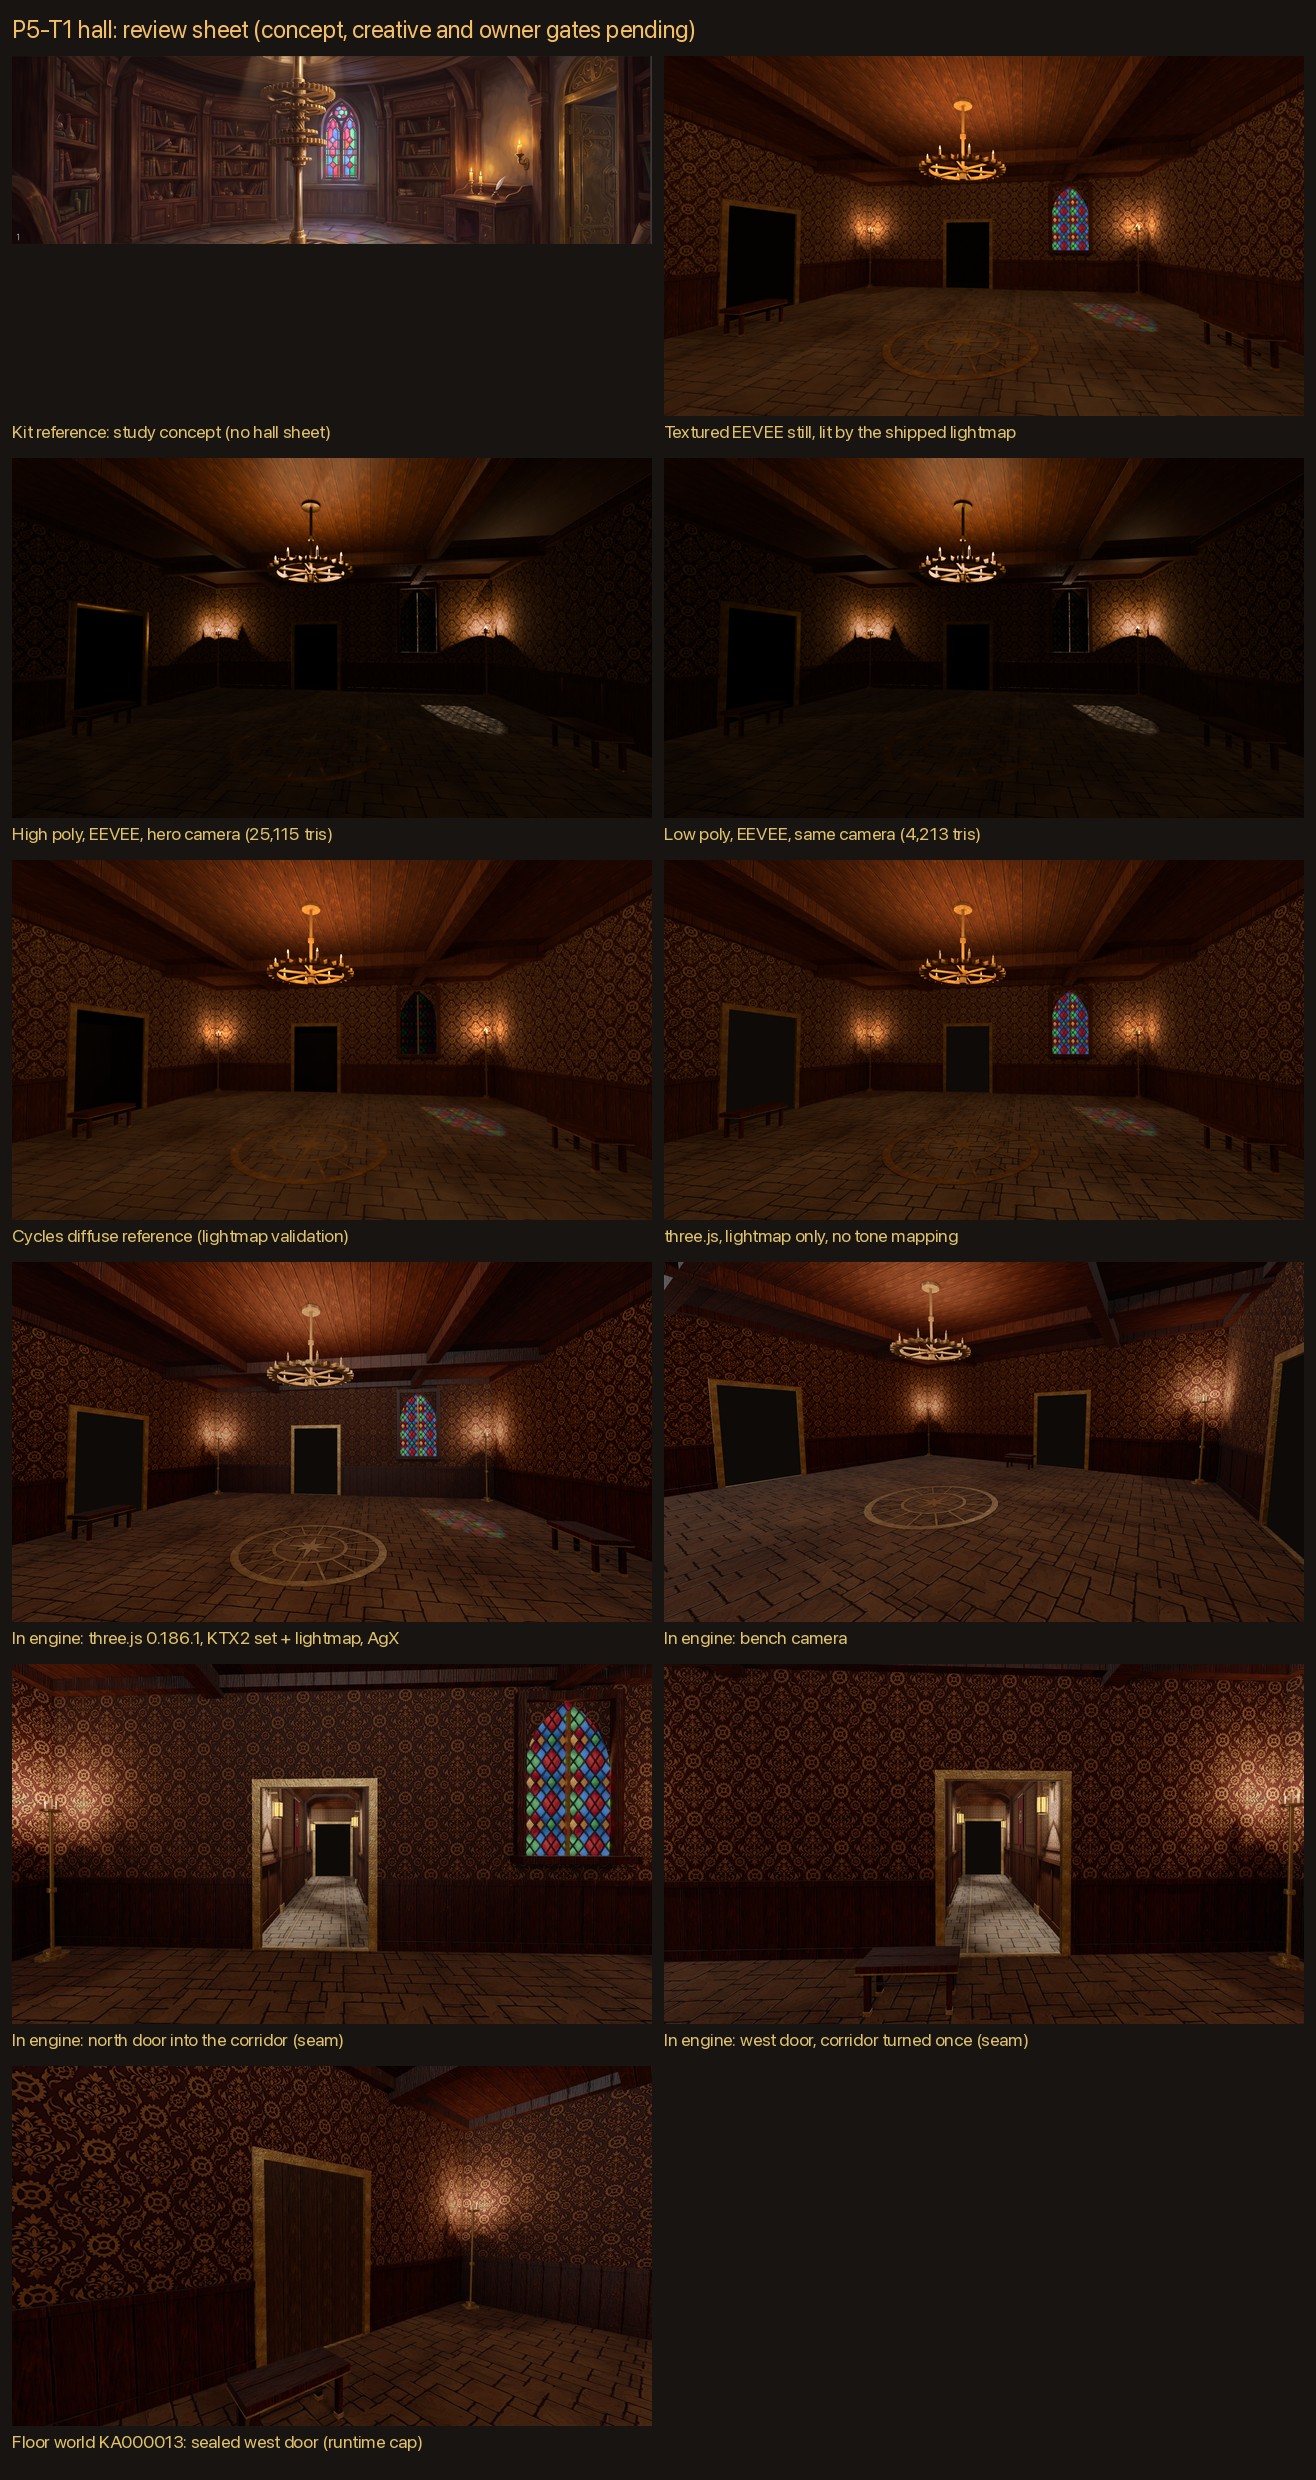 P5-T1 hall: review sheet (concept, creative and owner gates pending)
1
Kit reference: study concept (no hall sheet)
Textured EEVEE still, lit by the shipped lightmap
High poly, EEVEE, hero camera (25,115 tris)
Low poly, EEVEE, same camera (4,213 tris)
Cycles diffuse reference (lightmap validation)
three.js, lightmap only, no tone mapping
In engine: three.js 0.186.1, KTX2 set + lightmap, AgX
In engine: bench camera
In engine: north door into the corridor (seam)
In engine: west door, corridor turned once (seam)
Floor world KA000013: sealed west door (runtime cap)